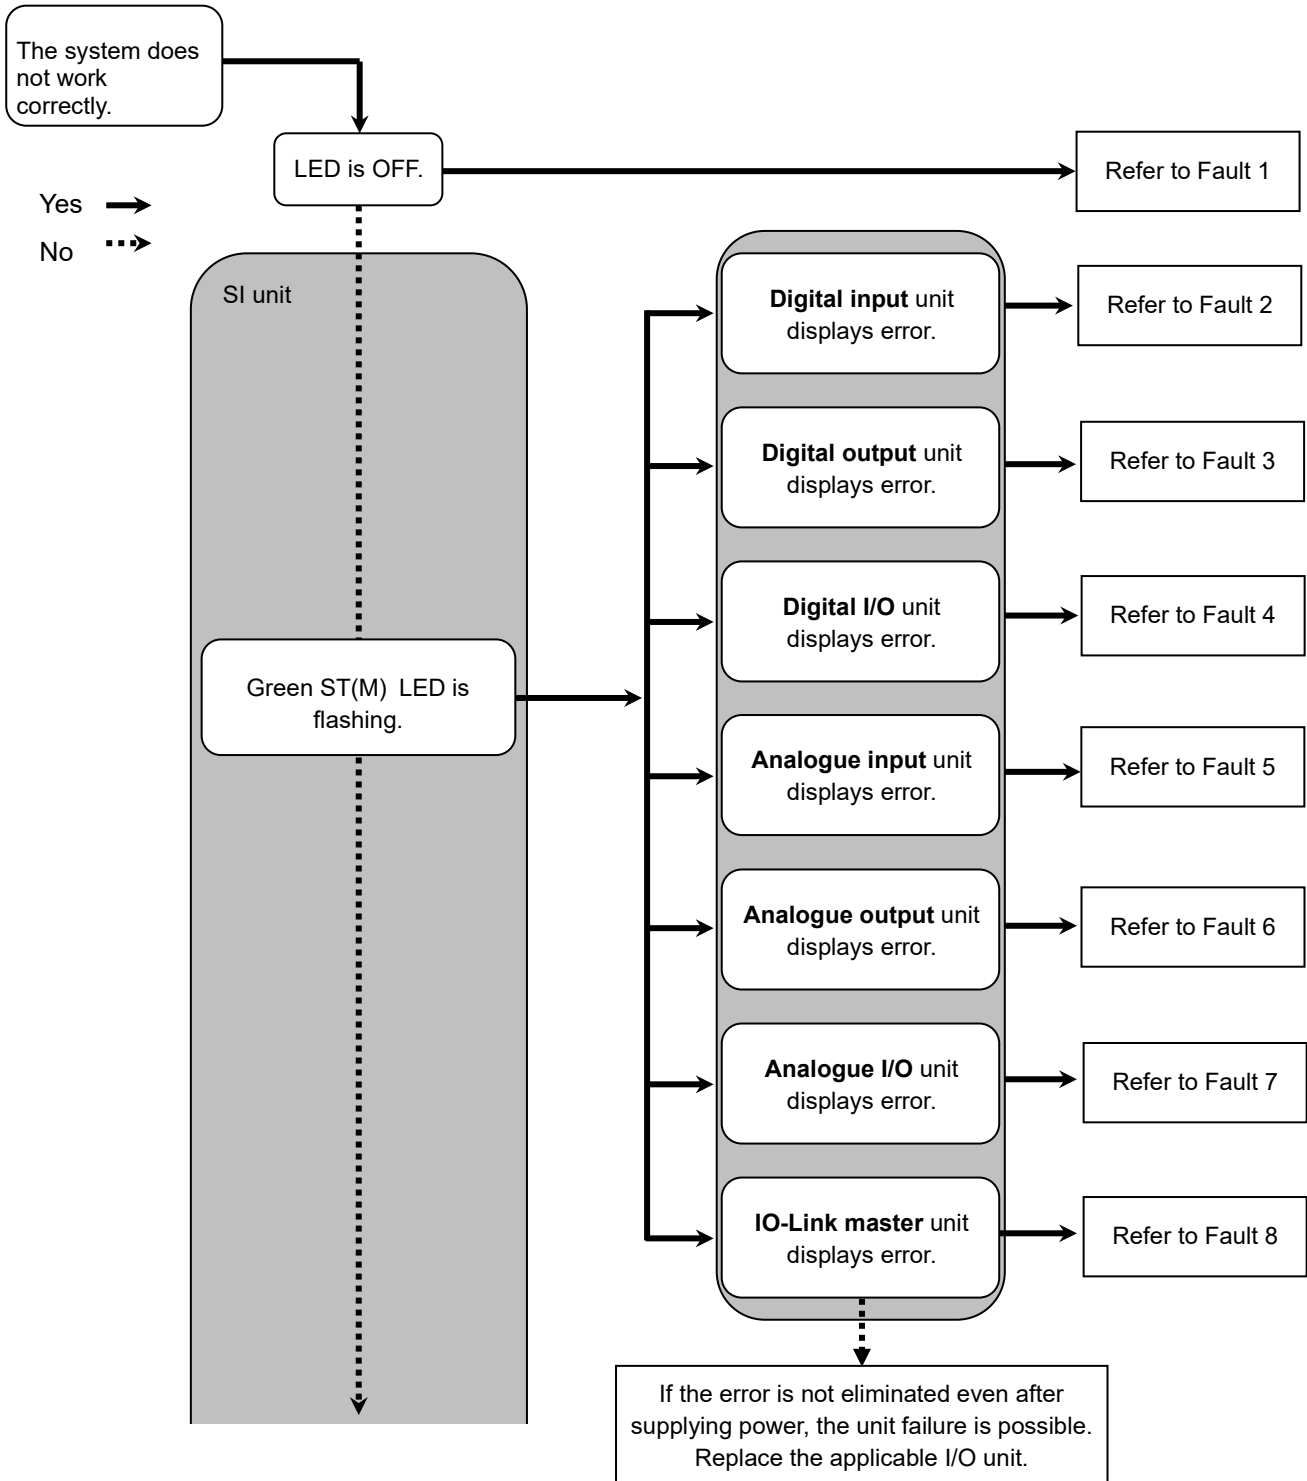 The system does
not work
correctly.
LED is OFF.
Refer to Fault 1
Yes
No
SI unit
Digital input unit
displays error.
Refer to Fault 2
Digital output unit
displays error.
Refer to Fault 3
Digital I/O unit
displays error.
Refer to Fault 4
Green ST(M) LED is
flashing.
Analogue input unit
displays error.
Refer to Fault 5
Analogue output unit
displays error.
Refer to Fault 6
Analogue I/O unit
displays error.
Refer to Fault 7
IO-Link master unit
displays error.
Refer to Fault 8
If the error is not eliminated even after
supplying power, the unit failure is possible.
Replace the applicable I/O unit.